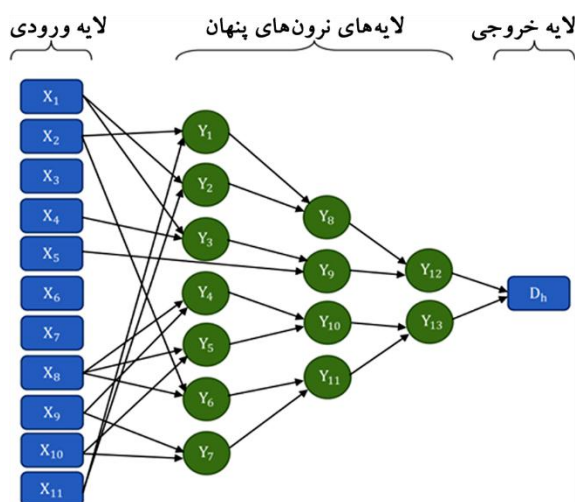 لایه خروجی لایه‌های نرون‌های پنهان لایه ورودی
X1
X2
X3
X4
X5
X6
X7
X8
X9
X10
X11
Y1
Y2
Y3
Y4
Y5
Y6
Y7
Y8
Y9
Y10
Y11
Y12
Y13
Dh